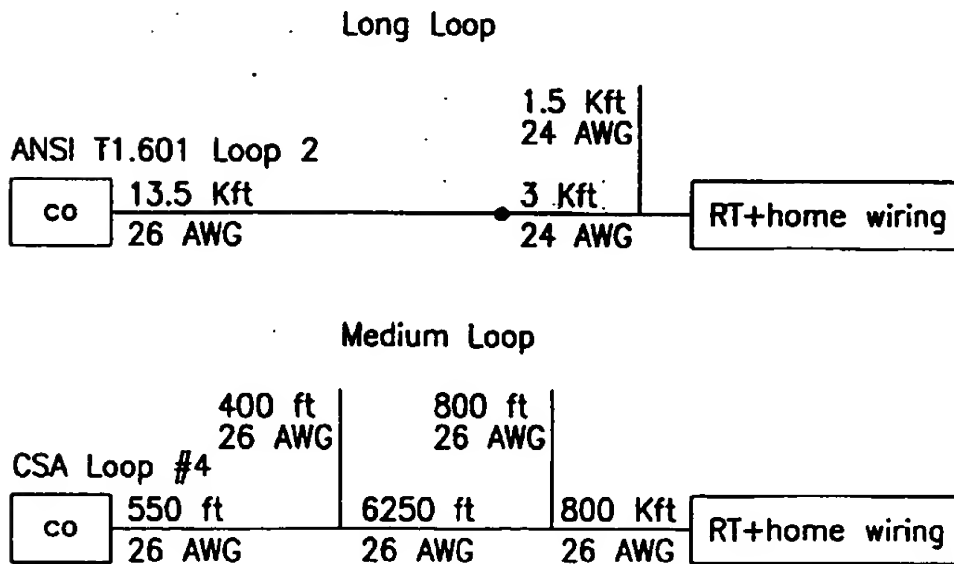 Long Loop
1.5 Kft
24 AWG
ANSI T1.601 Loop 2
CO
13.5 Kft
26 AWG
3 Kft
24 AWG
RT+home wiring
Medium Loop
400 ft
26 AWG
800 ft
26 AWG
CSA Loop #4
CO
550 ft
26 AWG
6250 ft
26 AWG
800 Kft
26 AWG
RT+home wiring